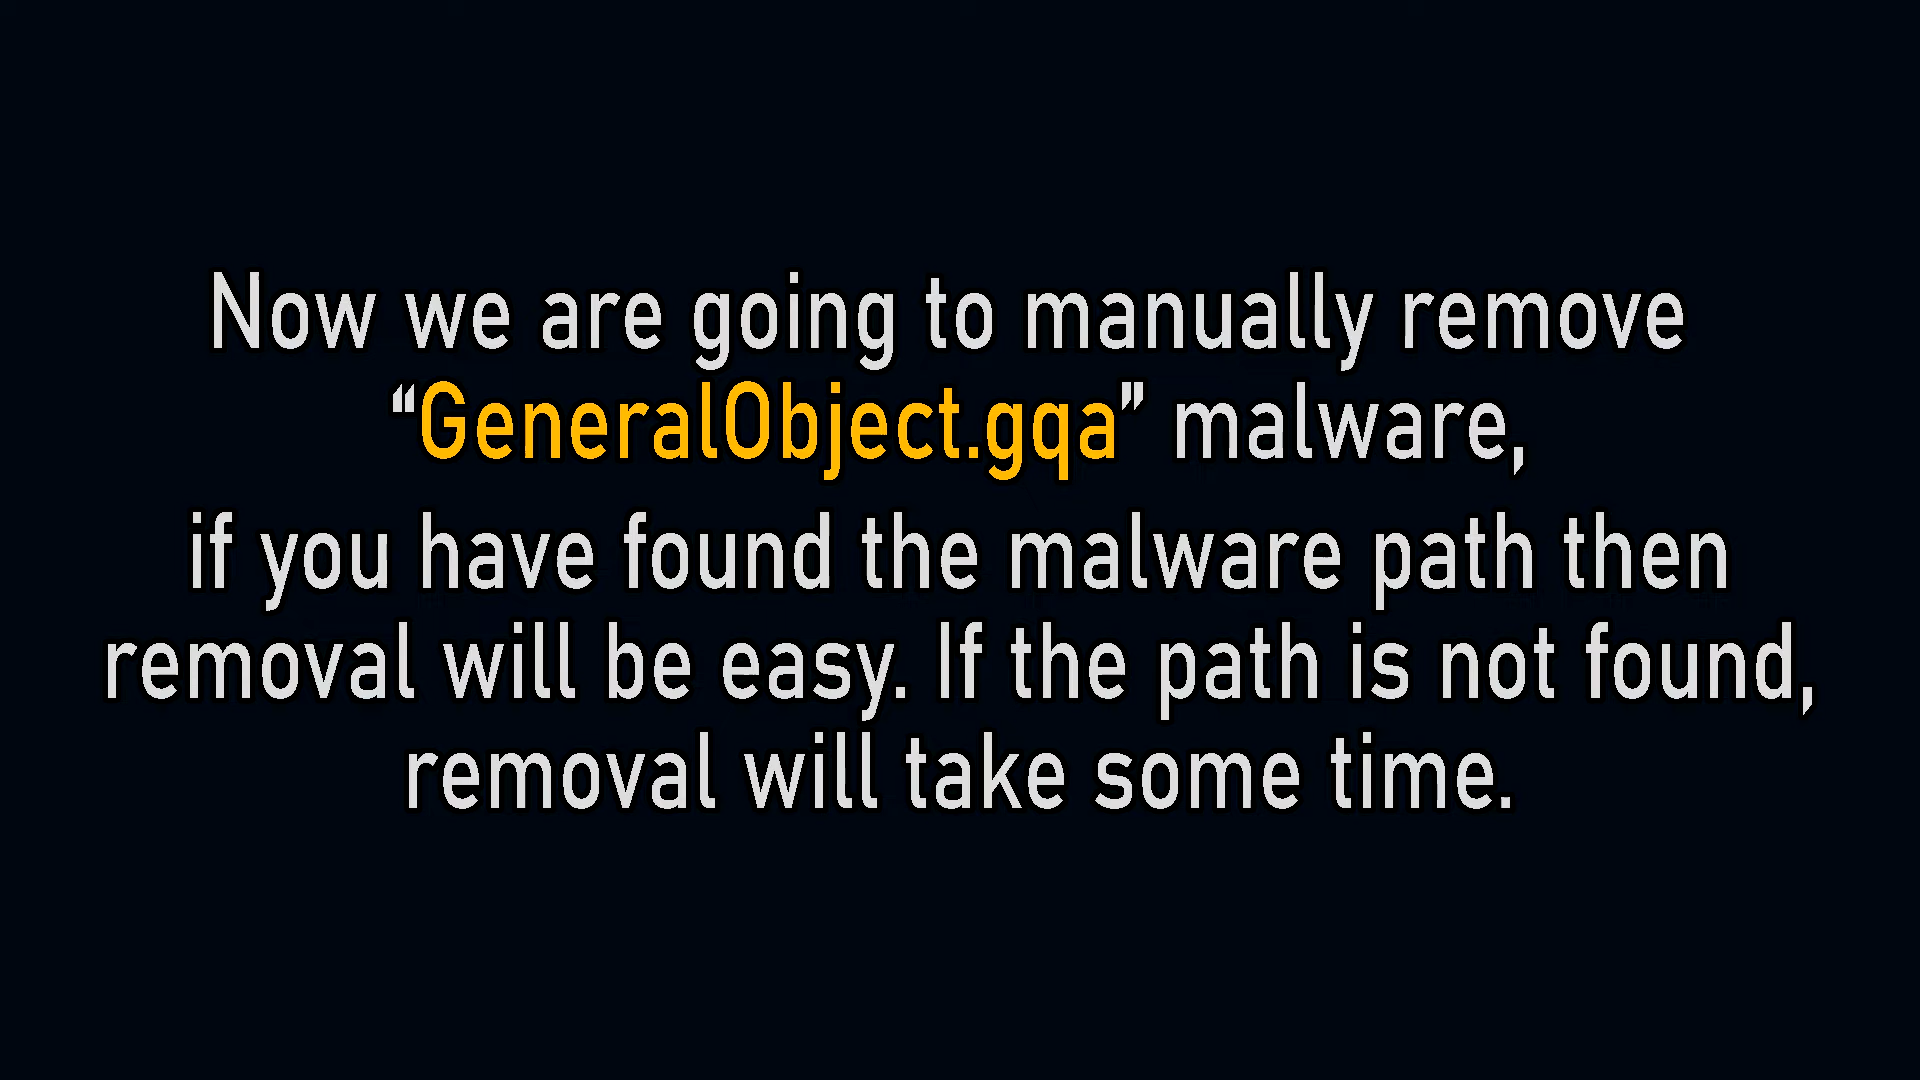 Now we are going to manually remove
“GeneralObject.gqa” malware,
if you have found the malware path then
removal will be easy. If the path is not found,
removal will take some time.